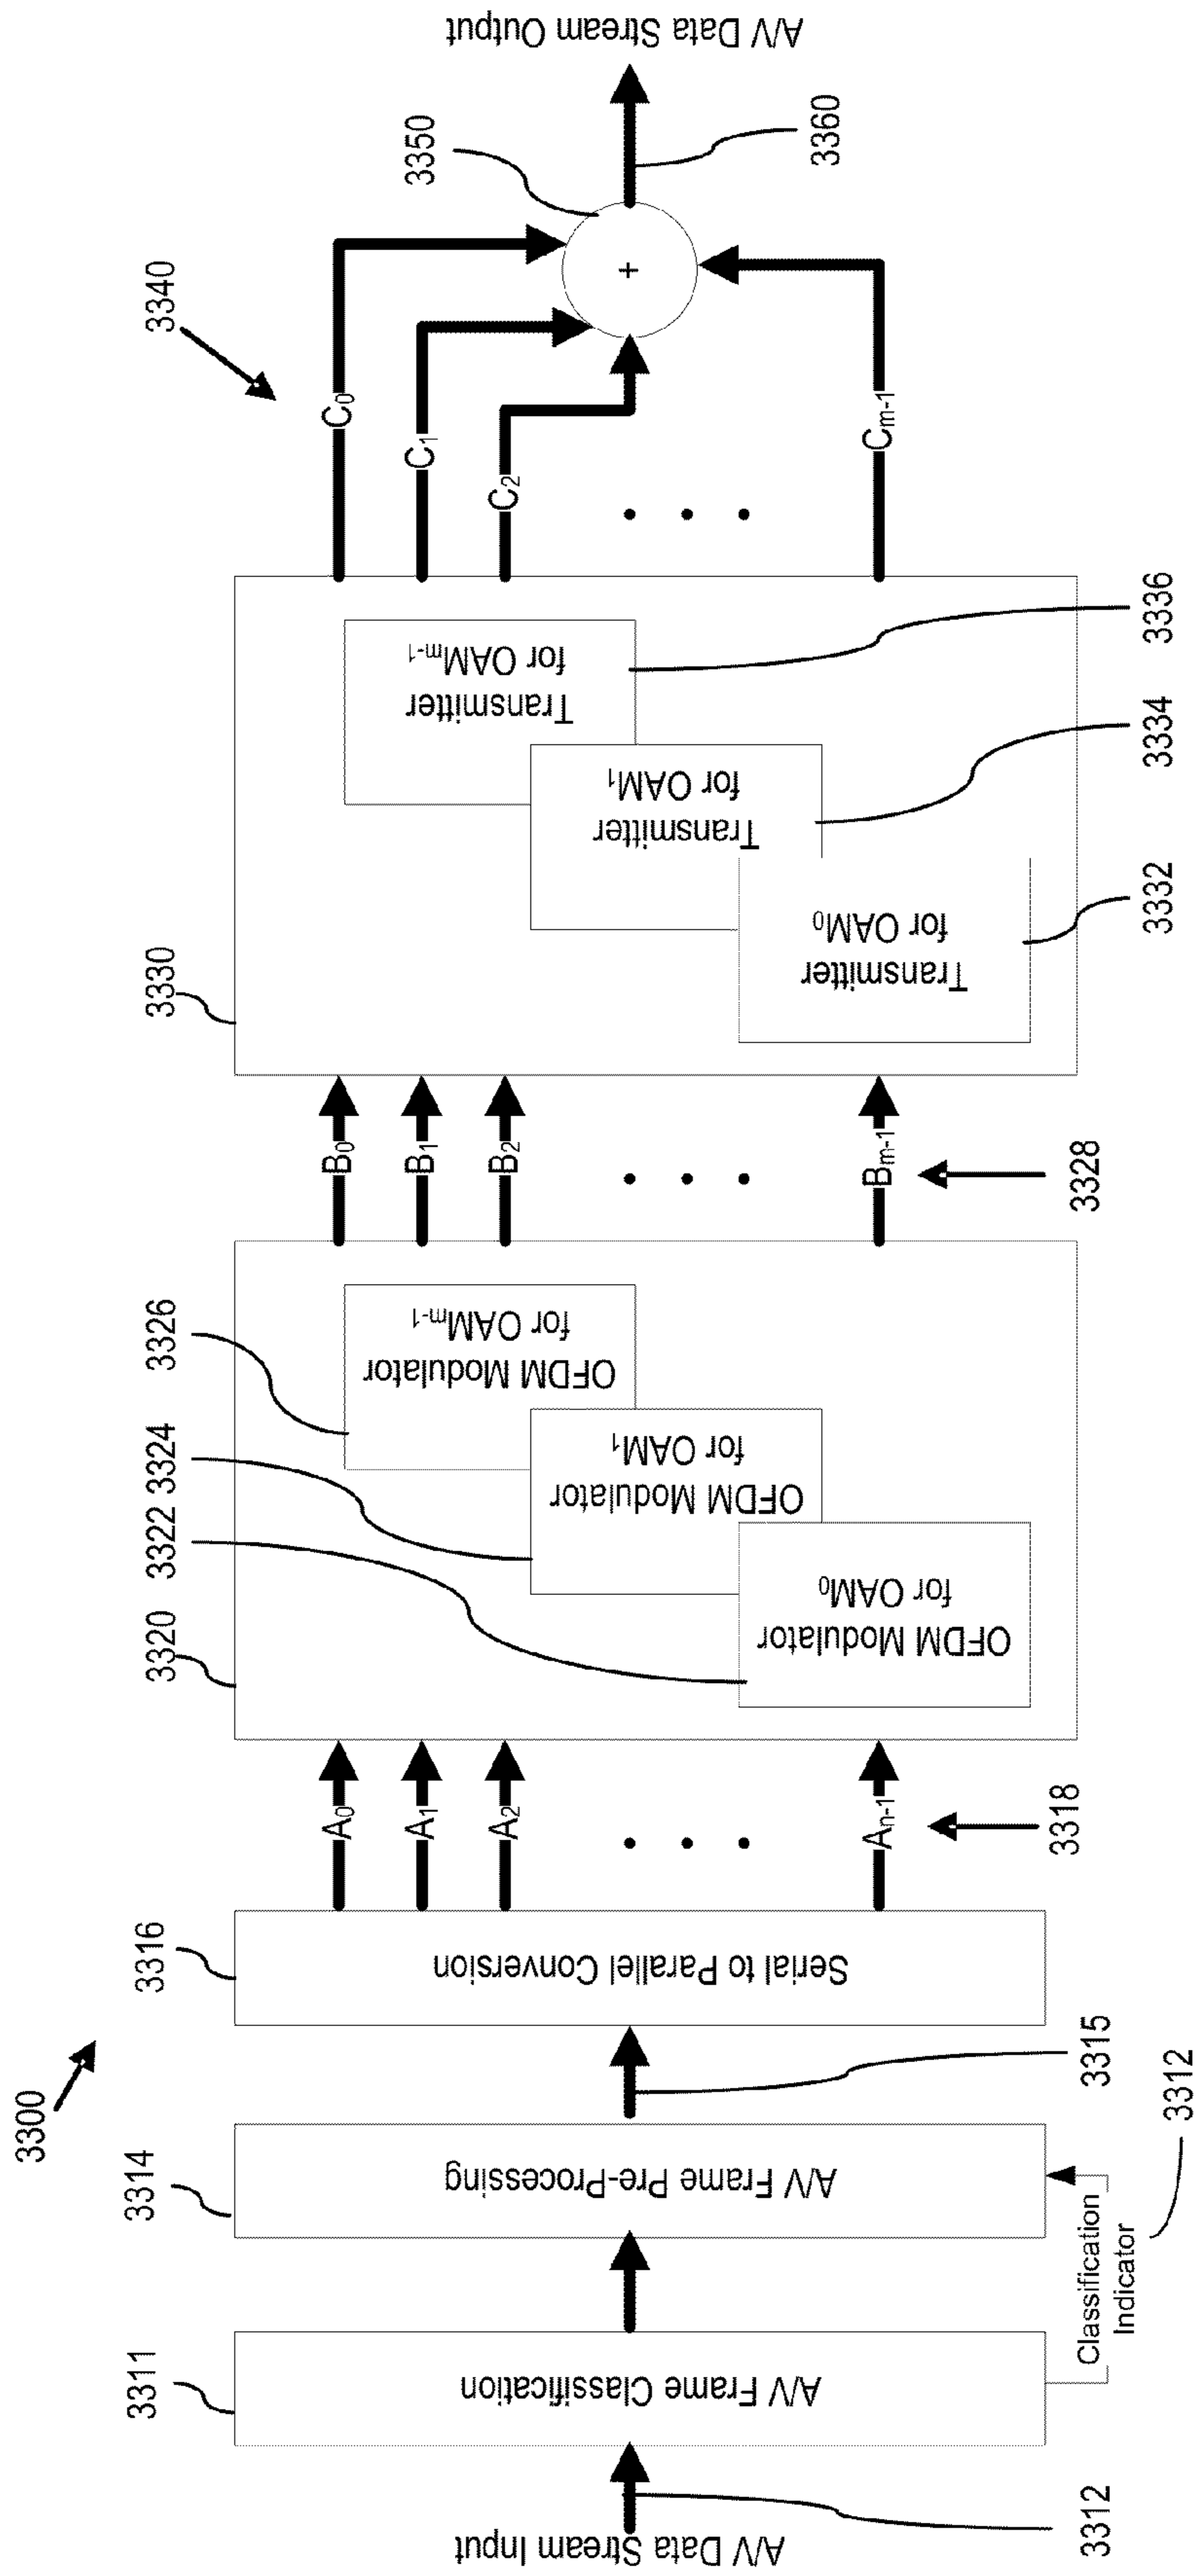 3300
A/V Data Stream Input
3312
3311
A/V Frame Classification
Classification
Indicator
3312
3314
A/V Frame Pre-Processing
3315
3316
Serial to Parallel Conversion
A0
A1
A2
An-1
3318
3320
3322
3324
3326
OFDM Modulator
for OAM0
OFDM Modulator
for OAM1
OFDM Modulator
for OAMm-1
B0
B1
B2
Bm-1
3328
3330
Transmitter
for OAM0
Transmitter
for OAM1
Transmitter
for OAMm-1
3332
3334
3336
3340
C0
C1
C2
Cm-1
3350
+
3360
A/V Data Stream Output